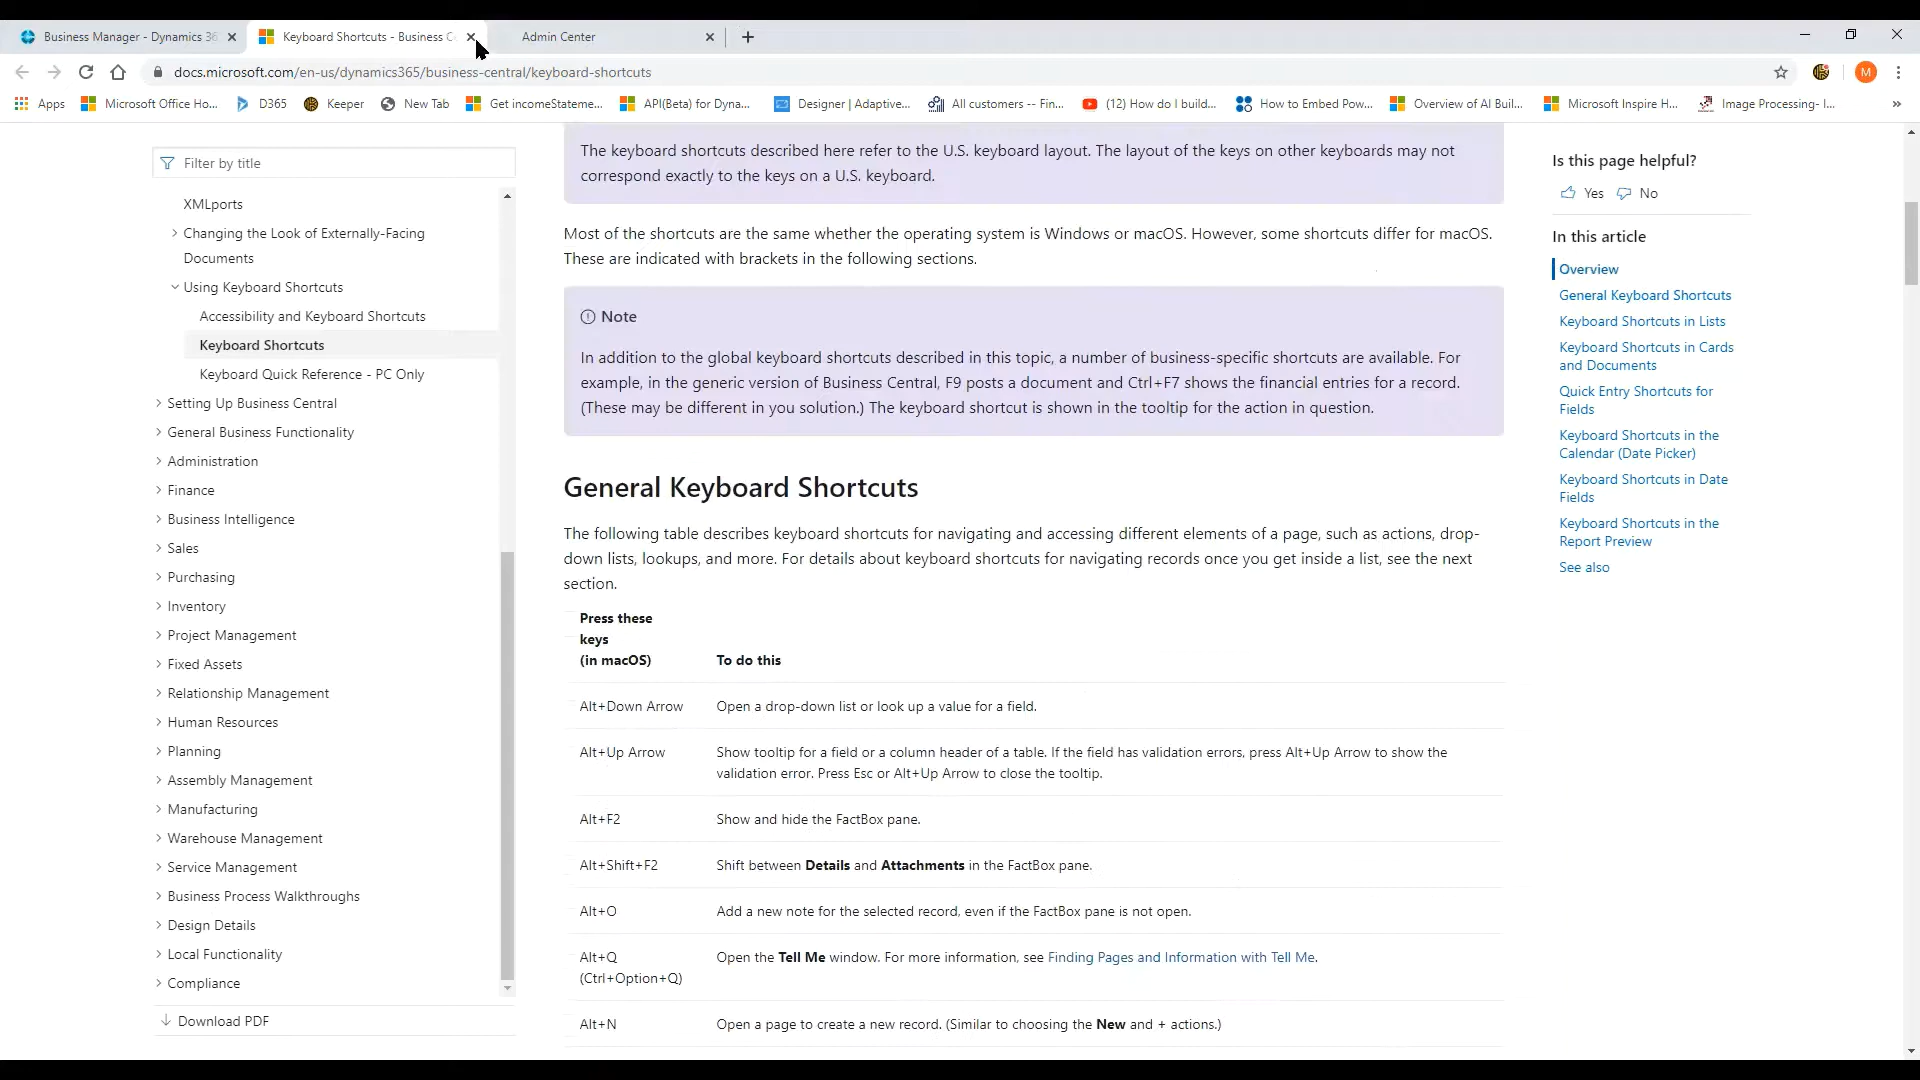 Business Manager - Dynamics 36
Keyboard Shortcuts - Business C
Admin Center
docs.microsoft.com/en-us/dynamics365/business-central/keyboard-shortcuts
M
Apps
Microsoft Office Ho...
D365
Keeper
New Tab
Get incomeStateme...
API(Beta) for Dyna...
Designer | Adaptive...
All customers -- Fin...
(12) How do I build...
How to Embed Pow...
Overview of AI Buil...
Microsoft Inspire H...
Image Processing- I...
»
Filter by title
XMLports
Changing the Look of Externally-Facing
Documents
Using Keyboard Shortcuts
Accessibility and Keyboard Shortcuts
Keyboard Shortcuts
Keyboard Quick Reference - PC Only
Setting Up Business Central
General Business Functionality
Administration
Finance
Business Intelligence
Sales
Purchasing
Inventory
Project Management
Fixed Assets
Relationship Management
Human Resources
Planning
Assembly Management
Manufacturing
Warehouse Management
Service Management
Business Process Walkthroughs
Design Details
Local Functionality
Compliance
Download PDF
The keyboard shortcuts described here refer to the U.S. keyboard layout. The layout of the keys on other keyboards may not
correspond exactly to the keys on a U.S. keyboard.
Most of the shortcuts are the same whether the operating system is Windows or macOS. However, some shortcuts differ for macOS.
These are indicated with brackets in the following sections.
Note
In addition to the global keyboard shortcuts described in this topic, a number of business-specific shortcuts are available. For
example, in the generic version of Business Central, F9 posts a document and Ctrl+F7 shows the financial entries for a record.
(These may be different in you solution.) The keyboard shortcut is shown in the tooltip for the action in question.
General Keyboard Shortcuts
The following table describes keyboard shortcuts for navigating and accessing different elements of a page, such as actions, drop-
down lists, lookups, and more. For details about keyboard shortcuts for navigating records once you get inside a list, see the next
section.
Press these
keys
(in macOS) To do this
Alt+Down Arrow Open a drop-down list or look up a value for a field.
Alt+Up Arrow Show tooltip for a field or a column header of a table. If the field has validation errors, press Alt+Up Arrow to show the
validation error. Press Esc or Alt+Up Arrow to close the tooltip.
Alt+F2 Show and hide the FactBox pane.
Alt+Shift+F2 Shift between Details and Attachments in the FactBox pane.
Alt+O Add a new note for the selected record, even if the FactBox pane is not open.
Alt+Q Open the Tell Me window. For more information, see Finding Pages and Information with Tell Me.
(Ctrl+Option+Q)
Alt+N Open a page to create a new record. (Similar to choosing the New and + actions.)
Is this page helpful?
Yes No
In this article
Overview
General Keyboard Shortcuts
Keyboard Shortcuts in Lists
Keyboard Shortcuts in Cards
and Documents
Quick Entry Shortcuts for
Fields
Keyboard Shortcuts in the
Calendar (Date Picker)
Keyboard Shortcuts in Date
Fields
Keyboard Shortcuts in the
Report Preview
See also